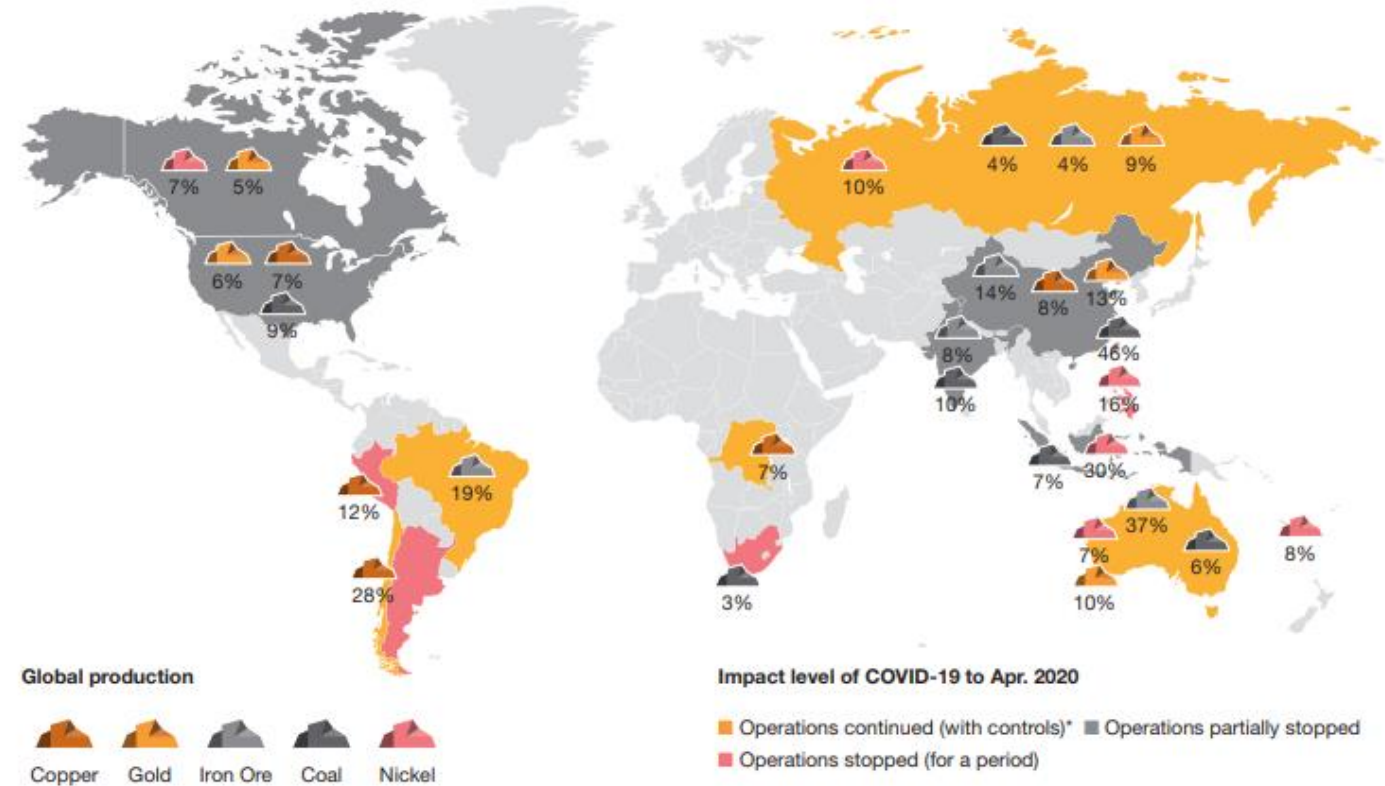 7% 5%
6% 7%
9%
10% 4% 4% 9%
14% 8% 13%
8% 46%
10% 16%
7% 30%
12% 19%
28%
7%
3%
37%
7% 6% 8%
10%
Global production
Copper Gold Iron Ore Coal Nickel
Impact level of COVID-19 to Apr. 2020
Operations continued (with controls)* Operations partially stopped
Operations stopped (for a period)